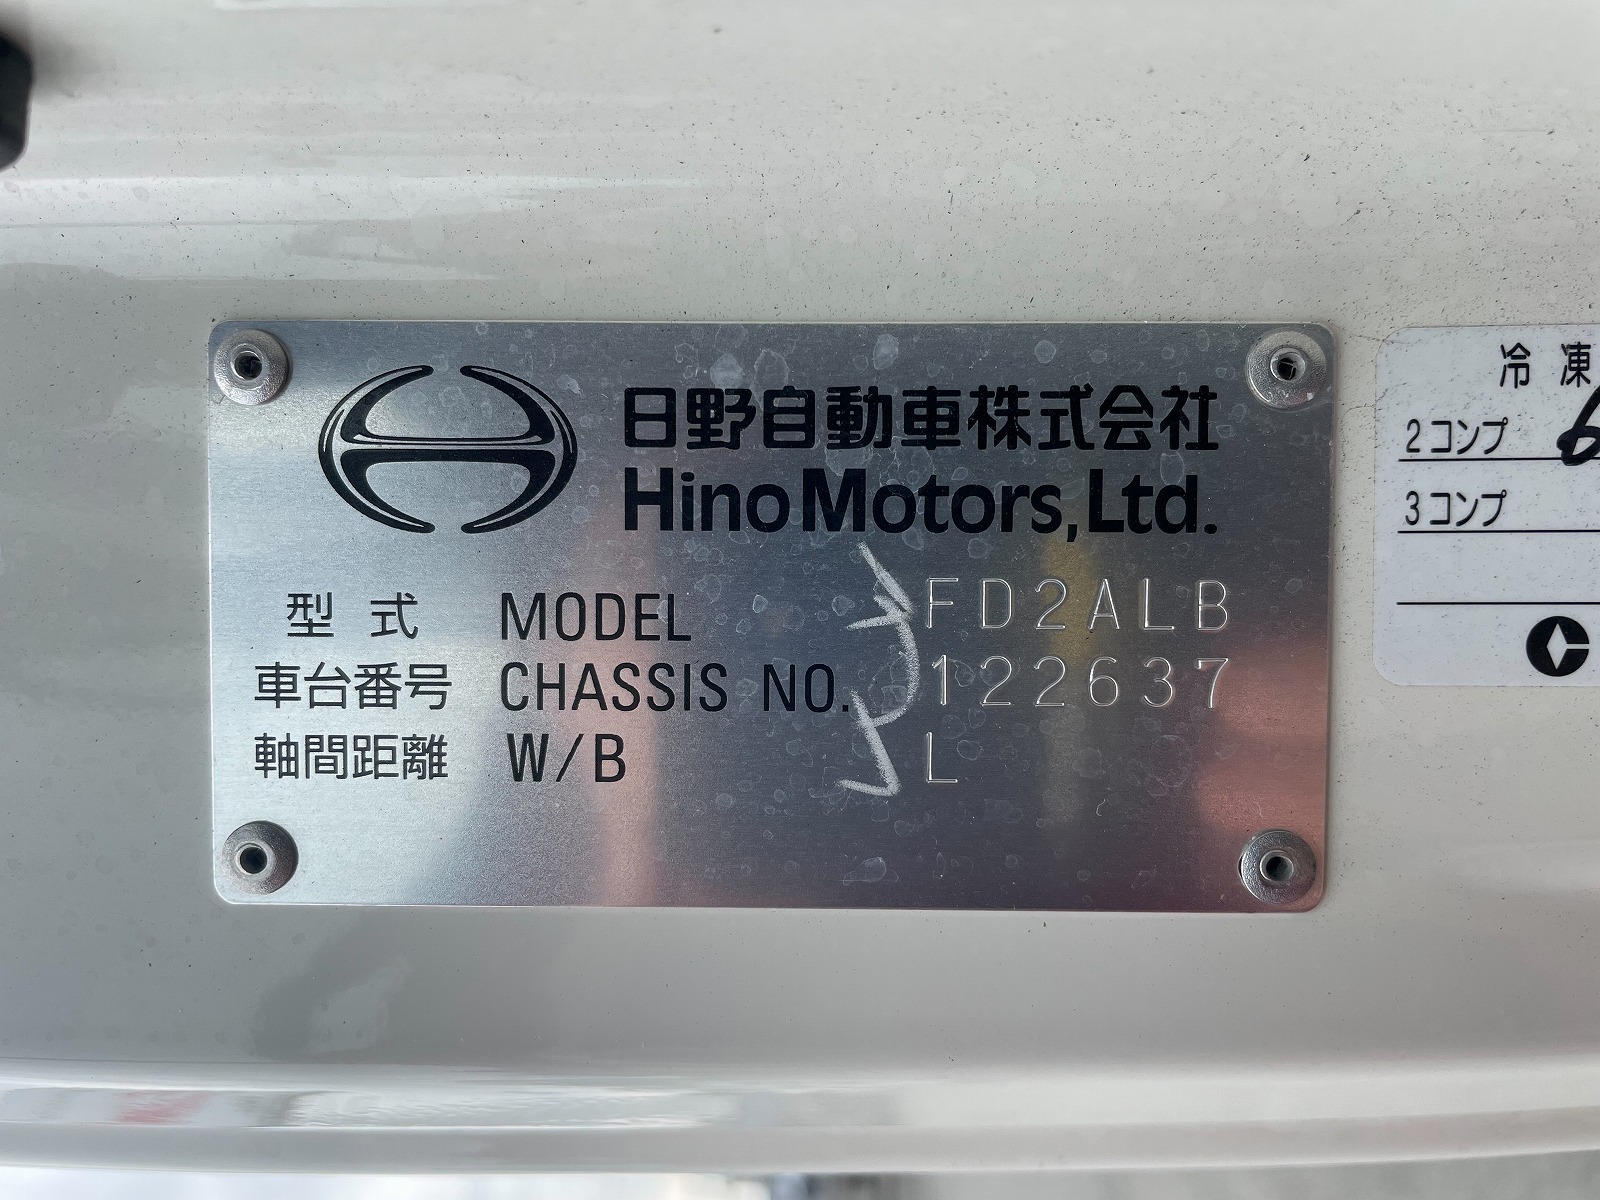 日野自動車株式会社
Hino Motors, Ltd.
型 式 MODEL FD2ALB
車台番号 CHASSIS NO. 122637
軸間距離 W/B L
冷 凍
2コンプ 6
3コンプ